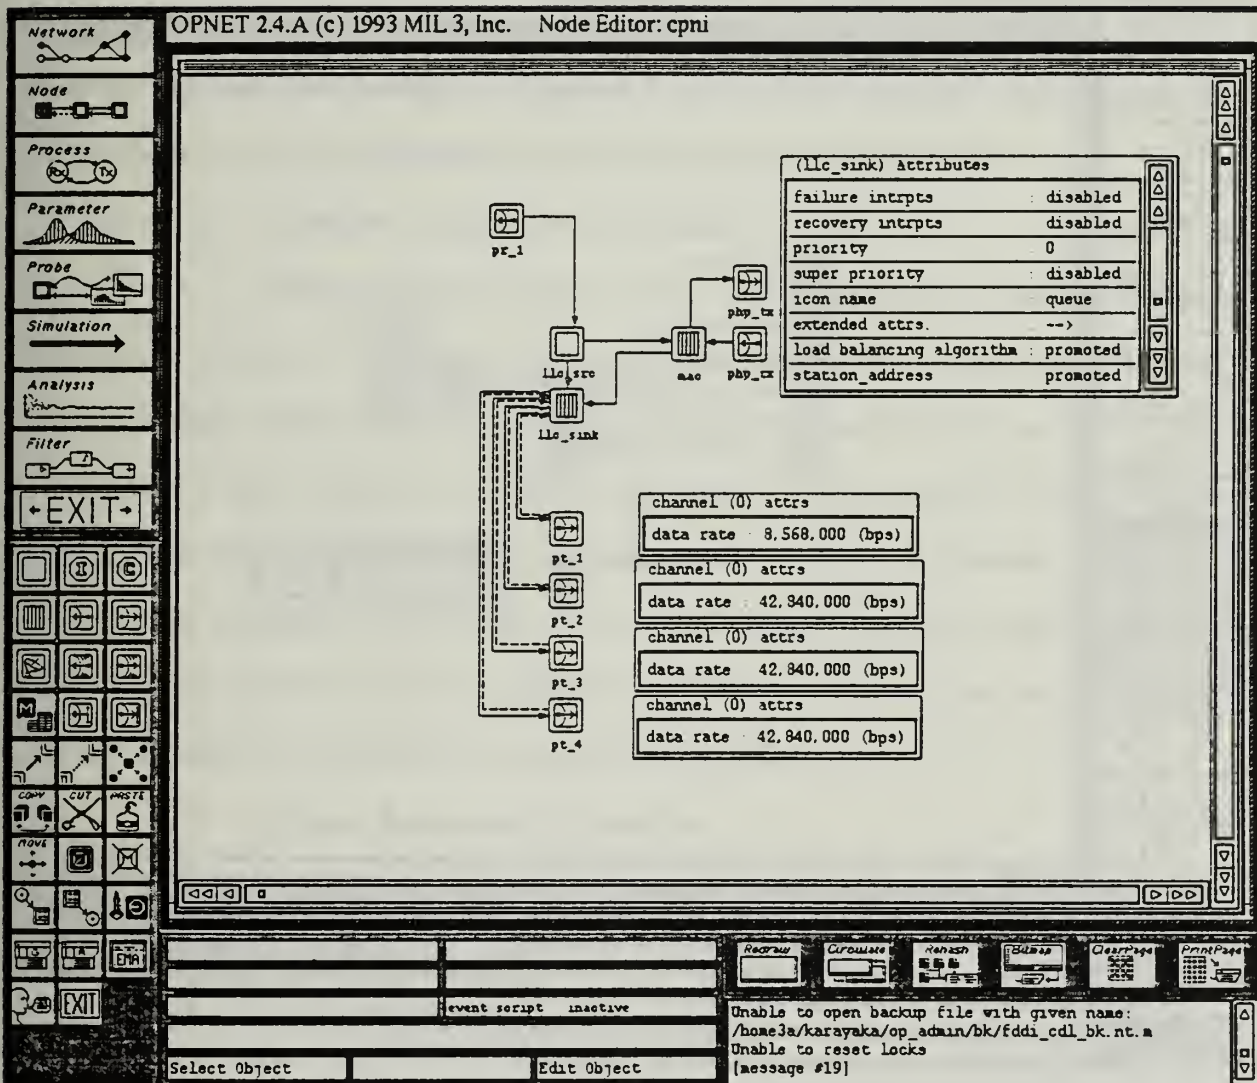 OPNET 2.4.A (c) 1993 MIL 3, Inc. Node Editor: cpni
Network
Node
Process
Rx Tx
Parameter
Probe
Simulation
Analysis
Filter
EXIT
I C
M
COPY CUT PASTE
MOVE
EMA
EXIT
pr_1
php_tx
llc_src
mac
php_tx
llc_sink
pt_1
pt_2
pt_3
pt_4
(llc_sink) Attributes
failure intrpts : disabled
recovery intrpts : disabled
priority : 0
super priority : disabled
icon name : queue
extended attrs. : -->
load balancing algorithm : promoted
station_address : promoted
channel (0) attrs
data rate : 8,568,000 (bps)
channel (0) attrs
data rate : 42,840,000 (bps)
channel (0) attrs
data rate : 42,840,000 (bps)
channel (0) attrs
data rate : 42,840,000 (bps)
Redraw Circulate Rehash Bitmap ClearPage PrintPage
event script inactive
Select Object Edit Object
Unable to open backup file with given name:
/home3a/karayaka/op_admin/bk/fddi_cdl_bk.nt.m
Unable to reset locks
[message #19]